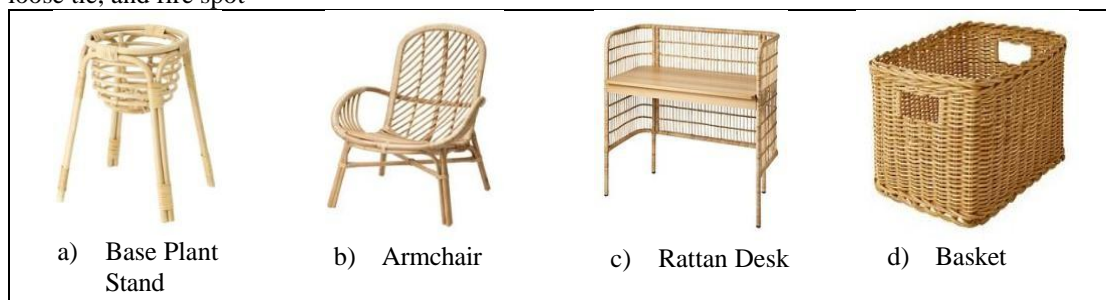 loose tie, and fire spot
a) Base Plant
Stand
b) Armchair
c) Rattan Desk
d) Basket